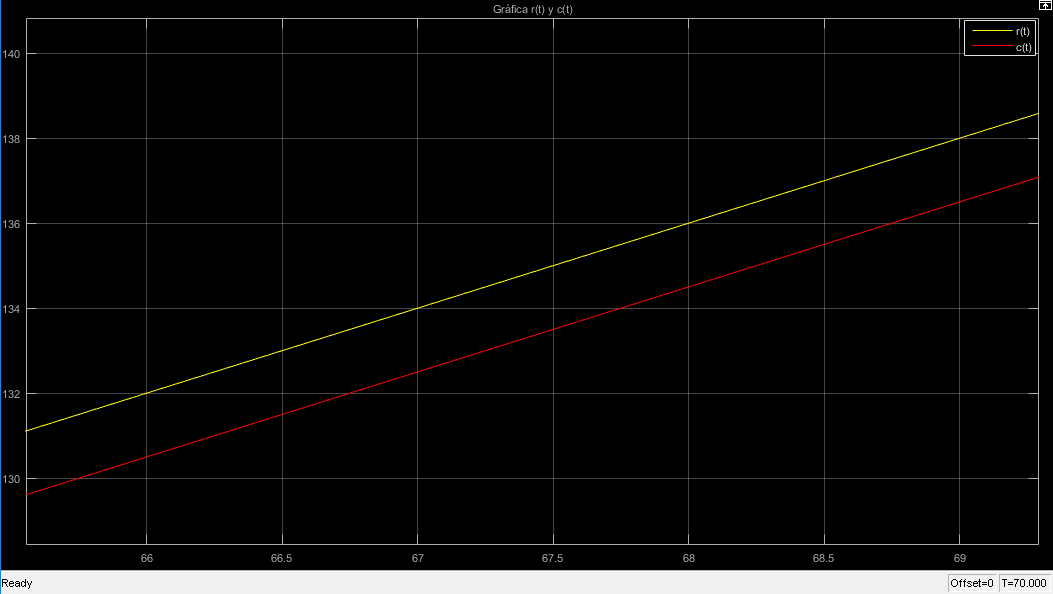 Gráfica r(t) y c(t)
r(t)
c(t)
140
138
136
134
132
130
66 66.5 67 67.5 68 68.5 69
Ready Offset=0 T=70.000